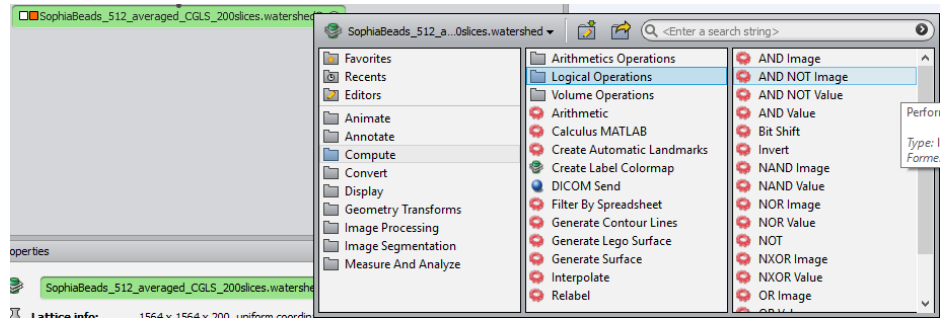 SophiaBeads_512_averaged_CGLS_200slices.watershed
SophiaBeads_512_a...0slices.watershed
<Enter a search string>
Favorites
Recents
Editors
Animate
Annotate
Compute
Convert
Display
Geometry Transforms
Image Processing
Image Segmentation
Measure And Analyze
Arithmetics Operations
Logical Operations
Volume Operations
Arithmetic
Calculus MATLAB
Create Automatic Landmarks
Create Label Colormap
DICOM Send
Filter By Spreadsheet
Generate Contour Lines
Generate Lego Surface
Generate Surface
Interpolate
Relabel
AND Image
AND NOT Image
AND NOT Value
AND Value
Bit Shift
Invert
NAND Image
NAND Value
NOR Image
NOR Value
NOT
NXOR Image
NXOR Value
OR Image
OR Value
Perforn
Type: I
Forme
operties
SophiaBeads_512_averaged_CGLS_200slices.watershe
Lattice info: 1564 x 1564 x 200, uniform coordin